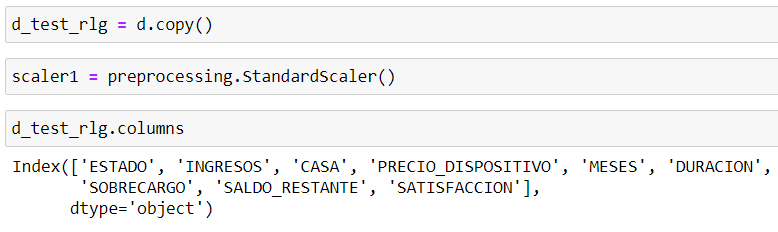 d_test_rlg = d.copy()
scaler1 = preprocessing.StandardScaler()
d_test_rlg.columns
Index(['ESTADO', 'INGRESOS', 'CASA', 'PRECIO_DISPOSITIVO', 'MESES', 'DURACION',
'SOBRECARGO', 'SALDO_RESTANTE', 'SATISFACCION'],
dtype='object')